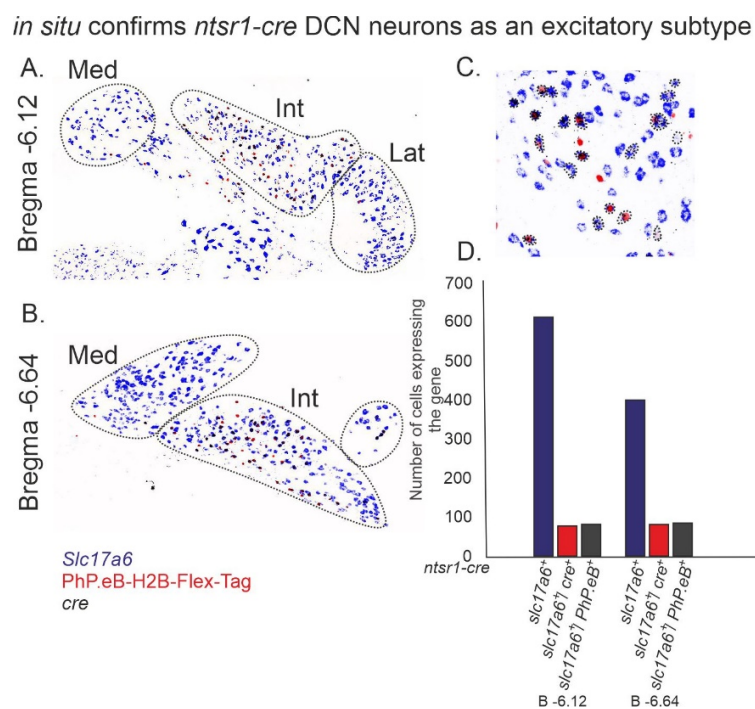 in situ confirms ntsr1-cre DCN neurons as an excitatory subtype
A.
Med
Int
Lat
Bregma -6.12
B.
Med
Int
Bregma -6.64
Slc17a6
PhP.eB-H2B-Flex-Tag
cre
C.
D.
Number of cells expressing
the gene
700
600
500
400
300
200
100
0
ntsr1-cre
slc17a6⁺
slc17a6⁺/ cre⁺
slc17a6⁺/ PhP.eB⁺
slc17a6⁺
slc17a6⁺/ cre⁺
slc17a6⁺/ PhP.eB⁺
B -6.12
B -6.64